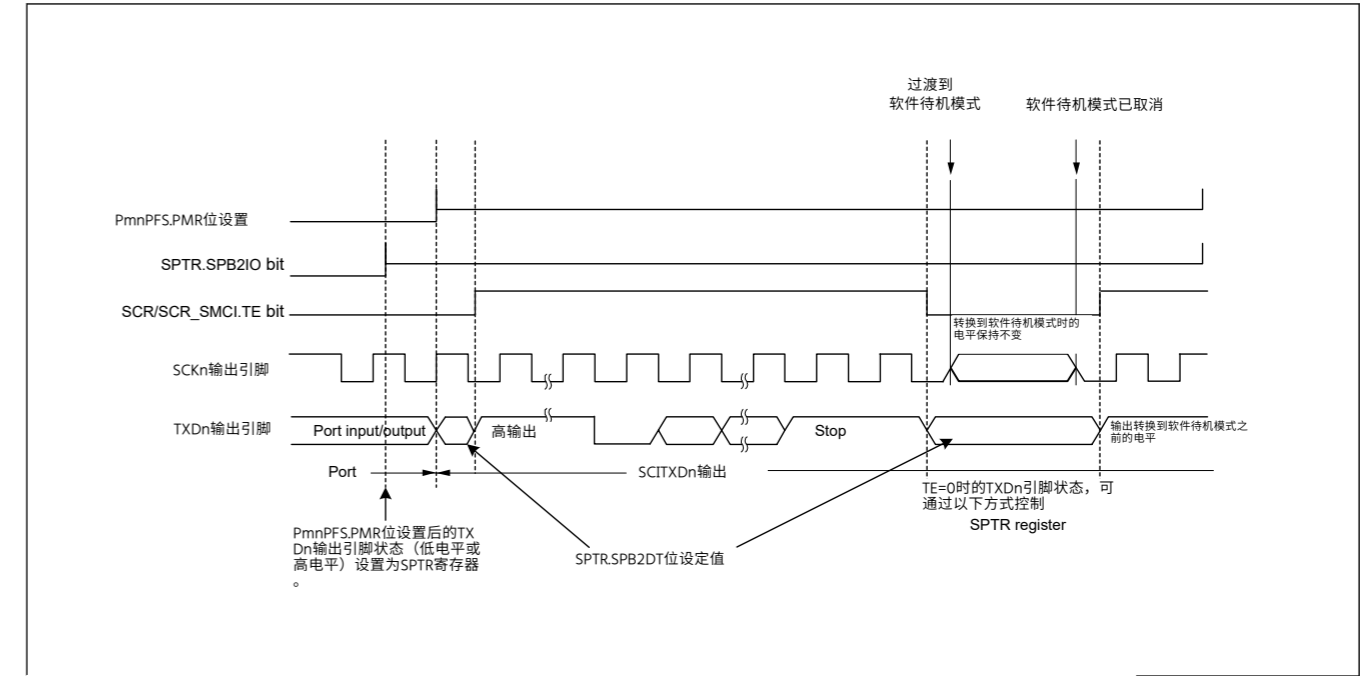 过渡到
软件待机模式
软件待机模式已取消
PmnPFS.PMR位设置
SPTR.SPB2IO bit
SCR/SCR_SMCI.TE bit
转换到软件待机模式时的
电平保持不变
SCKn输出引脚
TXDn输出引脚
Port input/output
高输出
Stop
输出转换到软件待机模式之
前的电平
Port
SCITXDn输出
TE=0时的TXDn引脚状态，可
通过以下方式控制
SPTR register
PmnPFS.PMR位设置后的TX
Dn输出引脚状态（低电平或
高电平）设置为SPTR寄存器
。
SPTR.SPB2DT位设定值